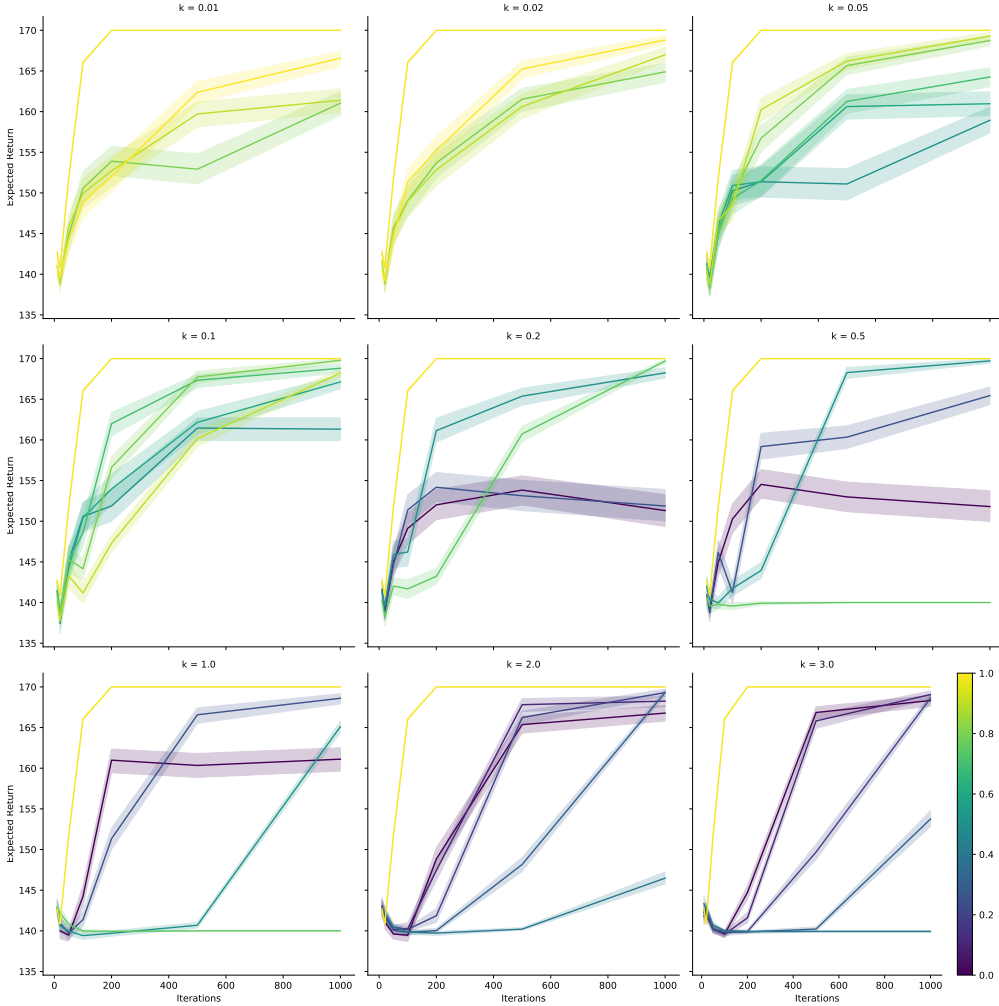 k = 0.01 k = 0.02 k = 0.05
170
165
160
155
150
145
140
135
Expected Return
k = 0.1 k = 0.2 k = 0.5
170
165
160
155
150
145
140
135
Expected Return
k = 1.0 k = 2.0 k = 3.0
170
165
160
155
150
145
140
135
Expected Return
0 200 400 600 800 1000
Iterations
0 200 400 600 800 1000
Iterations
0 200 400 600 800 1000
Iterations
1.0
0.8
0.6
0.4
0.2
0.0